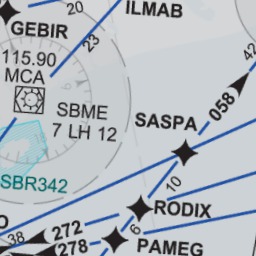 20
ILMAB
GEBIR
23
115.90
MCA
42
058
SBME
7 LH 12
SASPA
SBR342
10
RODIX
272
6
38
278
PAMEG